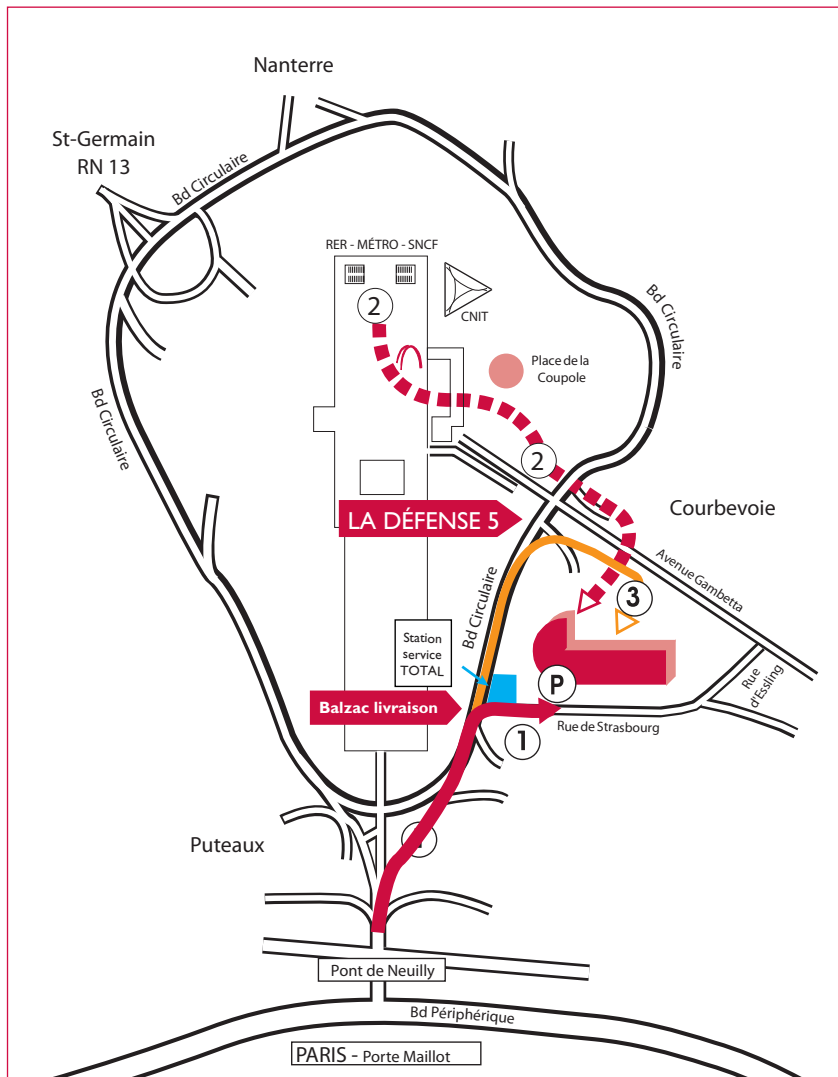 Nanterre
St-Germain
RN 13
Bd Circulaire
RER - MÉTRO - SNCF
CNIT
2
Place de la
Coupole
Bd Circulaire
Bd Circulaire
2
Courbevoie
LA DÉFENSE 5
Avenue Gambetta
3
Bd Circulaire
Station
service
TOTAL
P
Rue
d'Essling
Balzac livraison
Rue de Strasbourg
1
Puteaux
Pont de Neuilly
Bd Périphérique
PARIS - Porte Maillot